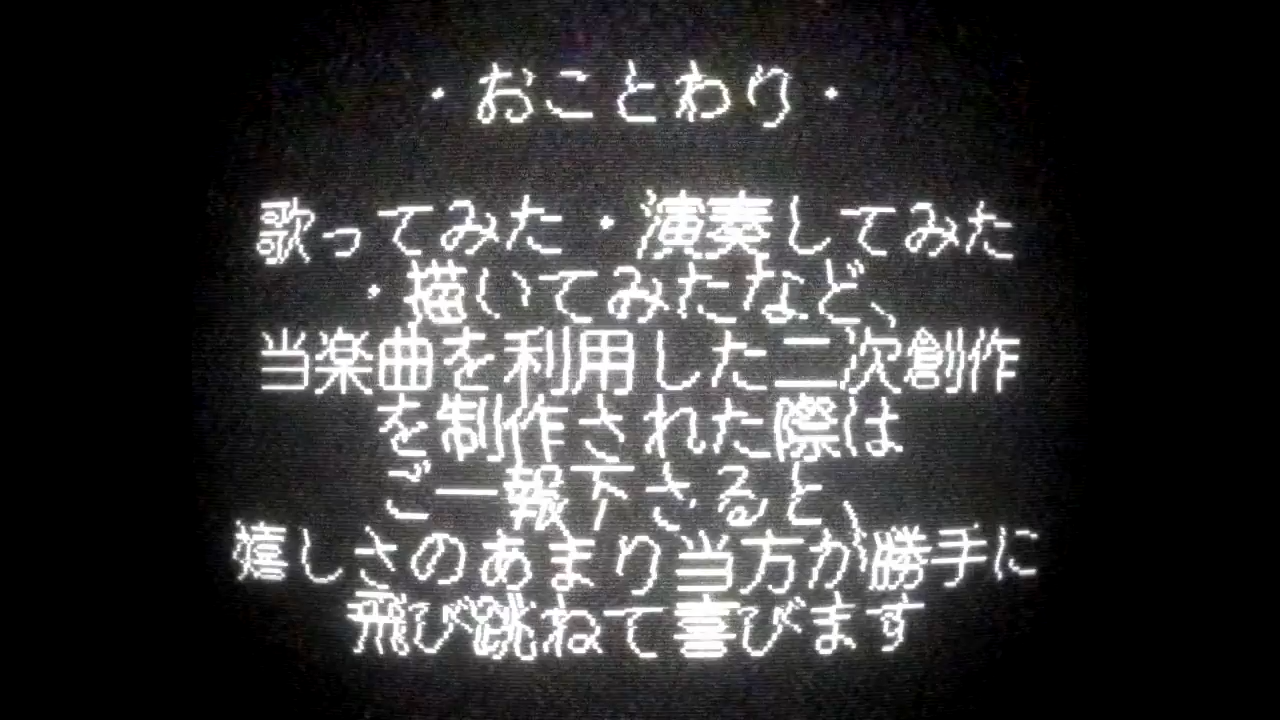 ・おことわり・
歌ってみた・演奏してみた
・描いてみたなど、
当楽曲を利用した二次創作
を制作された際は
ご一報下さると、
嬉しさのあまり当方が勝手に
飛び跳ねて喜びます